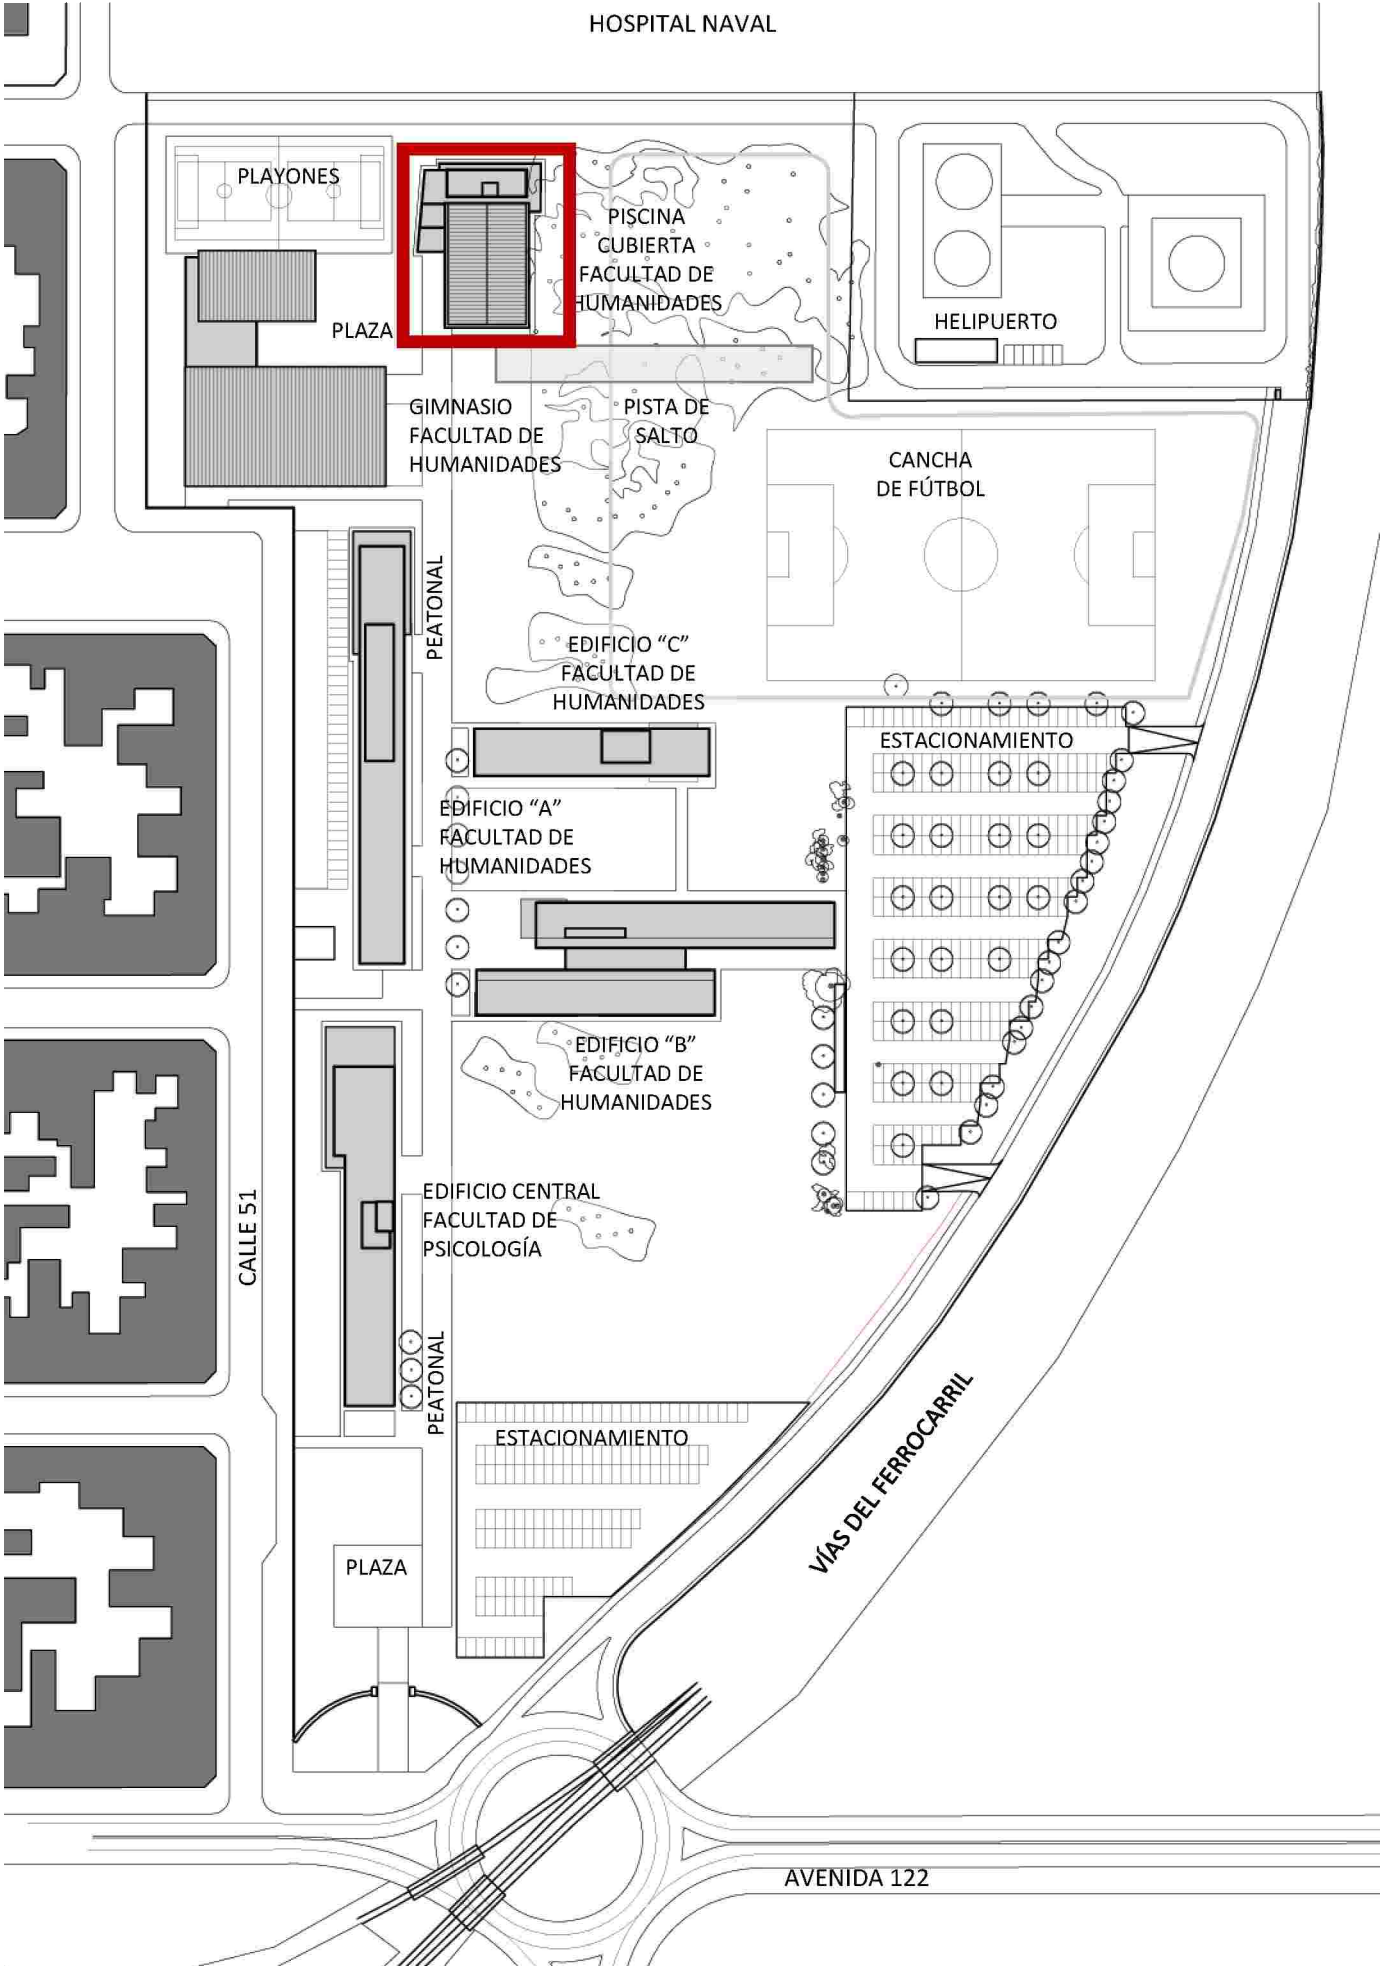 HOSPITAL NAVAL
PLAYONES
PISCINA
CUBIERTA
FACULTAD DE
HUMANIDADES
PLAZA
HELIPUERTO
GIMNASIO
FACULTAD DE
HUMANIDADES
PISTA DE
SALTO
CANCHA
DE FÚTBOL
PEATONAL
EDIFICIO “C”
FACULTAD DE
HUMANIDADES
ESTACIONAMIENTO
EDIFICIO “A”
FACULTAD DE
HUMANIDADES
EDIFICIO “B”
FACULTAD DE
HUMANIDADES
EDIFICIO CENTRAL
FACULTAD DE
PSICOLOGÍA
CALLE 51
PEATONAL
ESTACIONAMIENTO
VÍAS DEL FERROCARRIL
PLAZA
AVENIDA 122